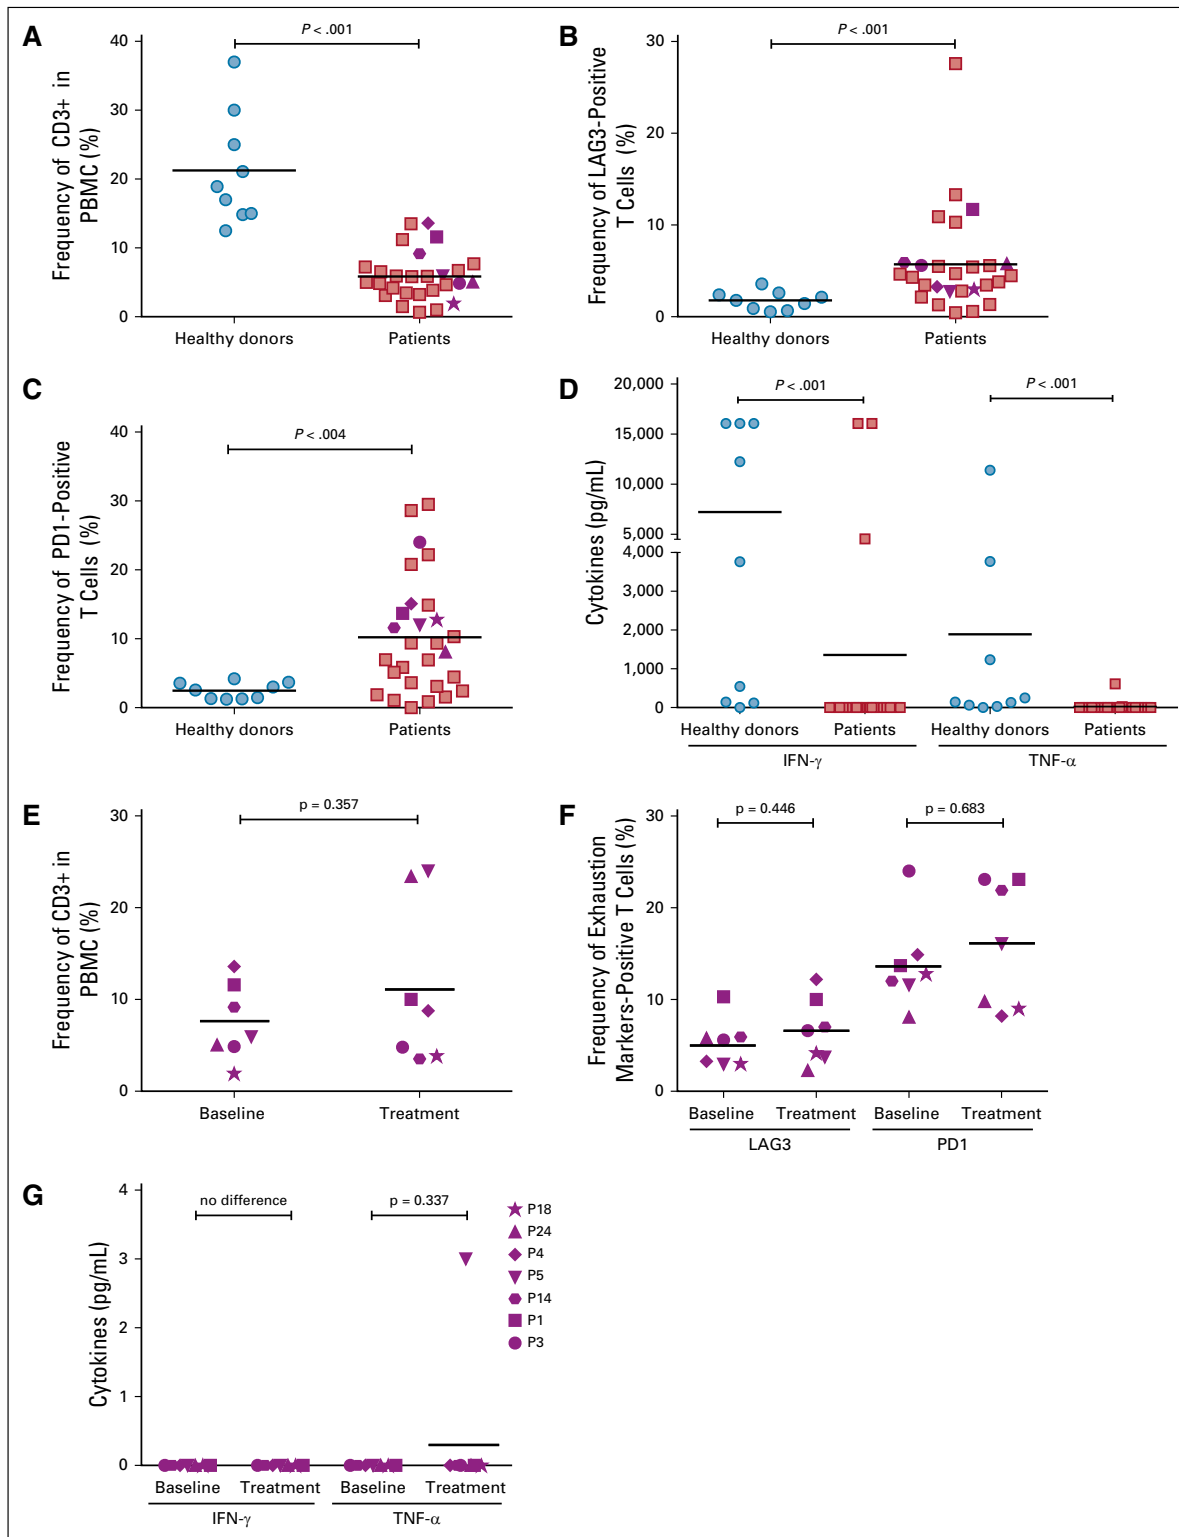 A
Frequency of CD3+ in
PBMC (%)
P < .001
40
30
20
10
0
Healthy donors
Patients
B
Frequency of LAG3-Positive
T Cells (%)
P < .001
30
20
10
0
Healthy donors
Patients
C
Frequency of PD1-Positive
T Cells (%)
P < .004
40
30
20
10
0
Healthy donors
Patients
D
Cytokines (pg/mL)
P < .001
P < .001
20,000
15,000
10,000
5,000
4,000
3,000
2,000
1,000
0
Healthy donors
Patients
Healthy donors
Patients
IFN-γ
TNF-α
E
Frequency of CD3+ in
PBMC (%)
p = 0.357
30
20
10
0
Baseline
Treatment
F
Frequency of Exhaustion
Markers-Positive T Cells (%)
p = 0.446
p = 0.683
30
20
10
0
Baseline
Treatment
Baseline
Treatment
LAG3
PD1
G
Cytokines (pg/mL)
no difference
p = 0.337
4
3
2
1
0
Baseline
Treatment
Baseline
Treatment
IFN-γ
TNF-α
P18
P24
P4
P5
P14
P1
P3